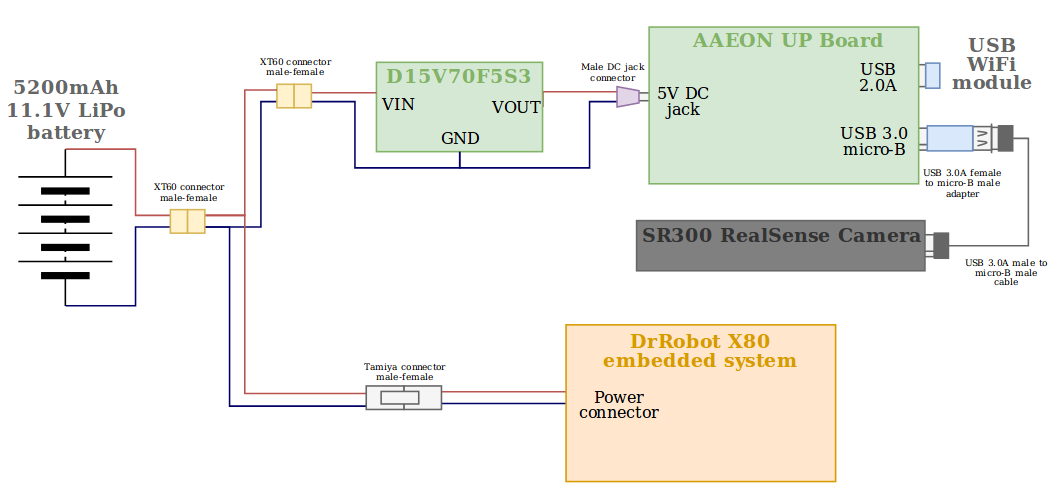 5200mAh
11.1V LiPo
battery
XT60 connector
male-female
XT60 connector
male-female
D15V70F5S3
VIN
VOUT
GND
Male DC jack
connector
AAEON UP Board
5V DC
jack
USB
2.0A
USB 3.0
micro-B
USB
WiFi
module
USB 3.0A female
to micro-B male
adapter
SR300 RealSense Camera
USB 3.0A male to
micro-B male
cable
Tamiya connector
male-female
DrRobot X80
embedded system
Power
connector